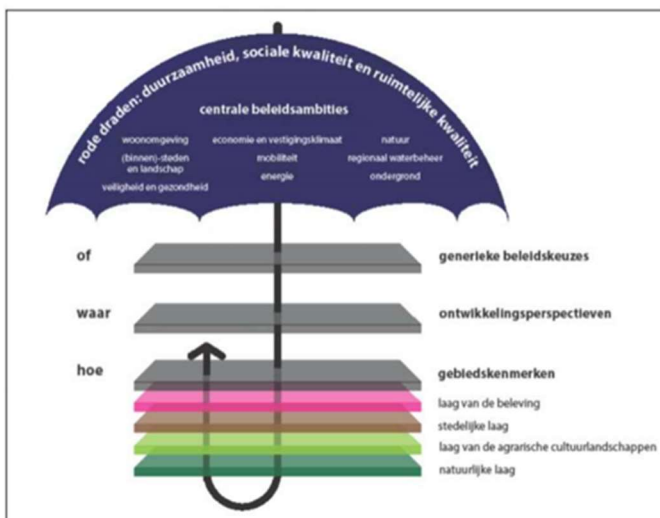 rode draden: duurzaamheid, sociale kwaliteit en ruimtelijke kwaliteit
centrale beleidsambities
woonomgeving
(binnen)-steden
en landschap
veiligheid en gezondheid
economie en vestigingsklimaat
mobiliteit
energie
natuur
regionaal waterbeheer
ondergrond
of
generieke beleidskeuzes
waar
ontwikkelingsperspectieven
hoe
gebiedskenmerken
laag van de beleving
stedelijke laag
laag van de agrarische cultuurlandschappen
natuurlijke laag